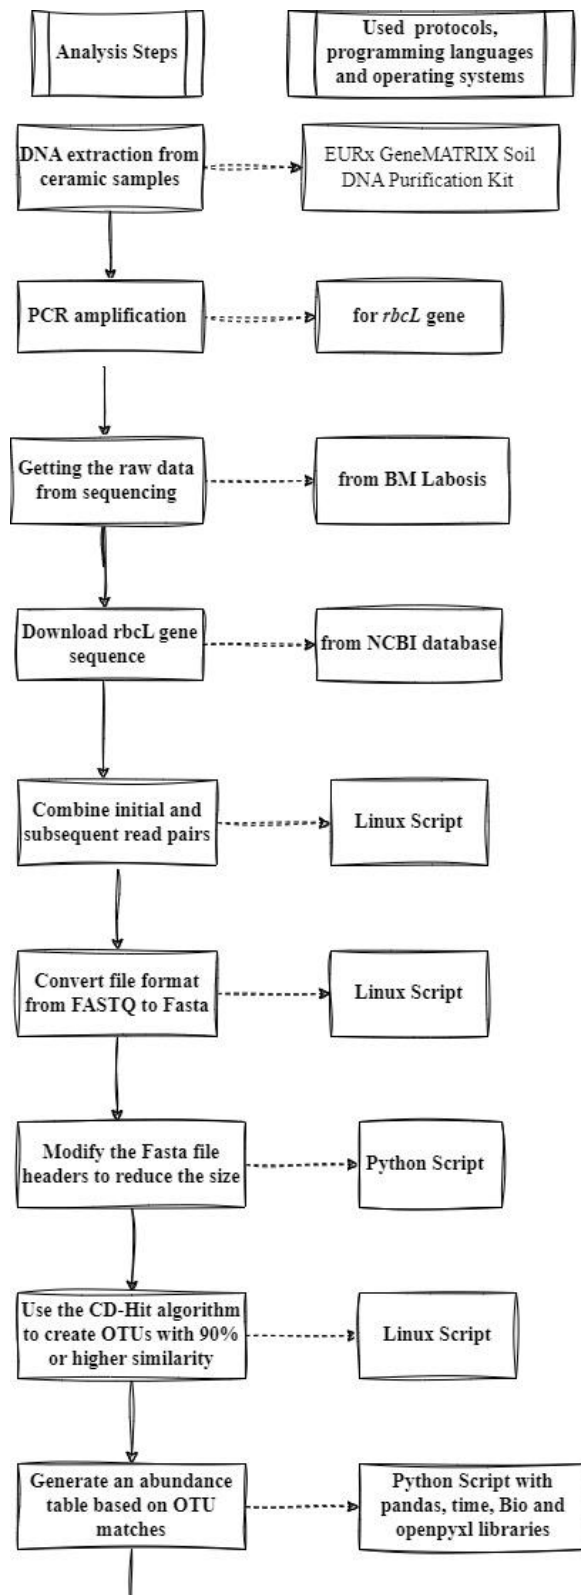 Analysis Steps
Used protocols,
programming languages
and operating systems
DNA extraction from
ceramic samples
EURx GeneMATRIX Soil
DNA Purification Kit
PCR amplification
for rbcL gene
Getting the raw data
from sequencing
from BM Labosis
Download rbcL gene
sequence
from NCBI database
Combine initial and
subsequent read pairs
Linux Script
Convert file format
from FASTQ to Fasta
Linux Script
Modify the Fasta file
headers to reduce the size
Python Script
Use the CD-Hit algorithm
to create OTUs with 90%
or higher similarity
Linux Script
Generate an abundance
table based on OTU
matches
Python Script with
pandas, time, Bio and
openpyxl libraries